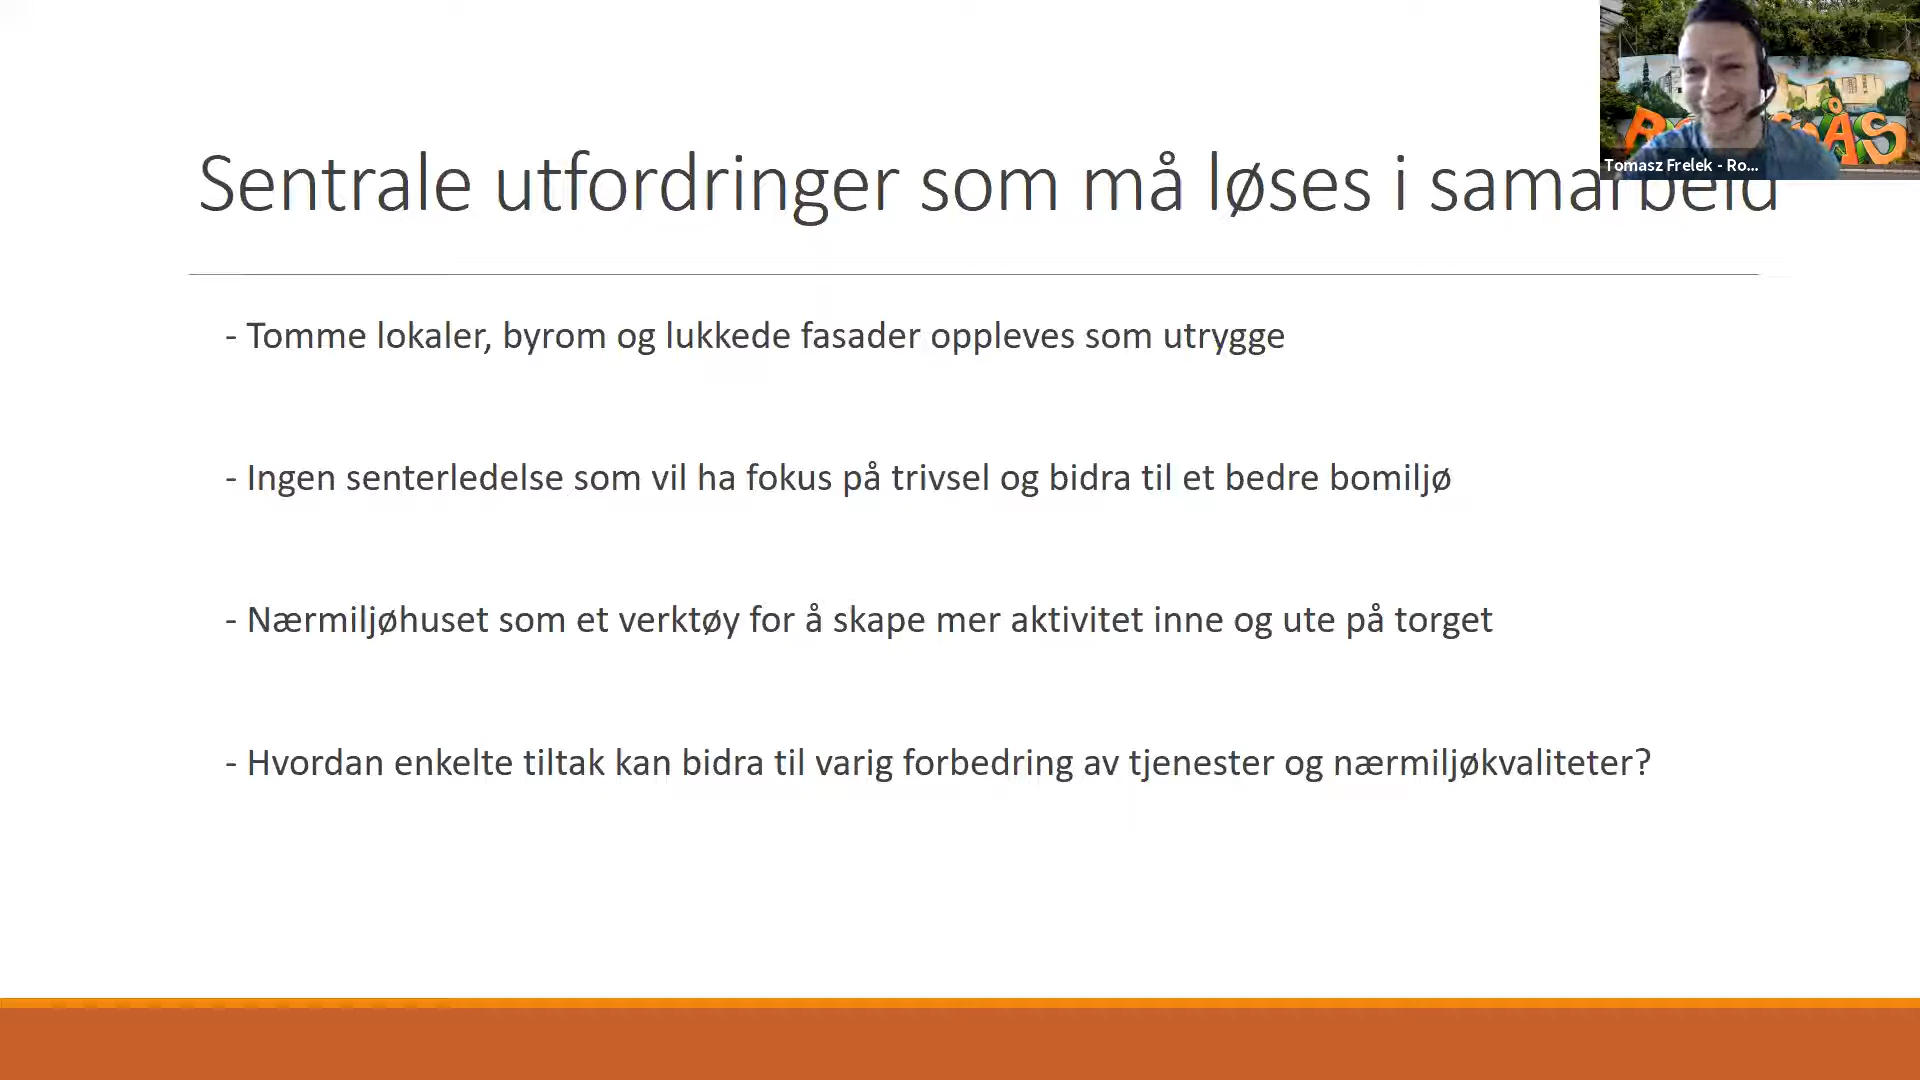 Sentrale utfordringer som må løses i samarbeid
Tomasz Frelek - Ro...
- Tomme lokaler, byrom og lukkede fasader oppleves som utrygge
- Ingen senterledelse som vil ha fokus på trivsel og bidra til et bedre bomiljø
- Nærmiljøhuset som et verktøy for å skape mer aktivitet inne og ute på torget
- Hvordan enkelte tiltak kan bidra til varig forbedring av tjenester og nærmiljøkvaliteter?